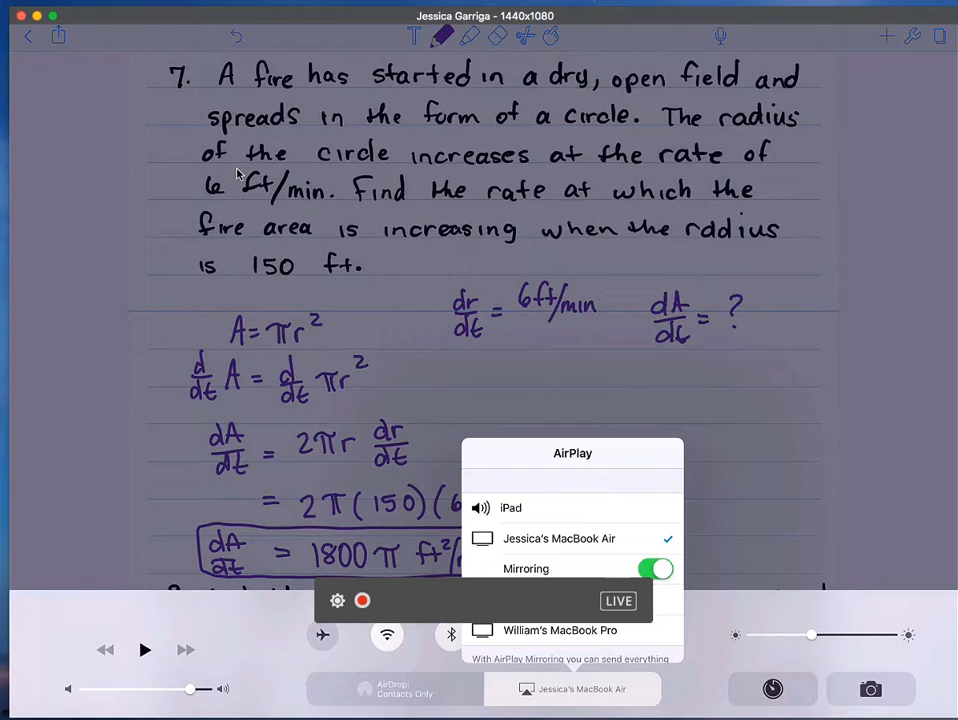 Jessica Garriga - 1440x1080
7. A fire has started in a dry, open field and
spreads in the form of a circle. The radius
of the circle increases at the rate of
6 ft/min. Find the rate at which the
fire area is increasing when the radius
is 150 ft.
dr/dt = 6ft/min dA/dt = ?
A = πr²
d/dt A = d/dt πr²
dA/dt = 2πr dr/dt
= 2π(150)(6
dA/dt = 1800π ft²/
AirPlay
iPad
Jessica's MacBook Air
Mirroring
LIVE
William's MacBook Pro
With AirPlay Mirroring you can send everything
AirDrop:
Contacts Only
Jessica's MacBook Air